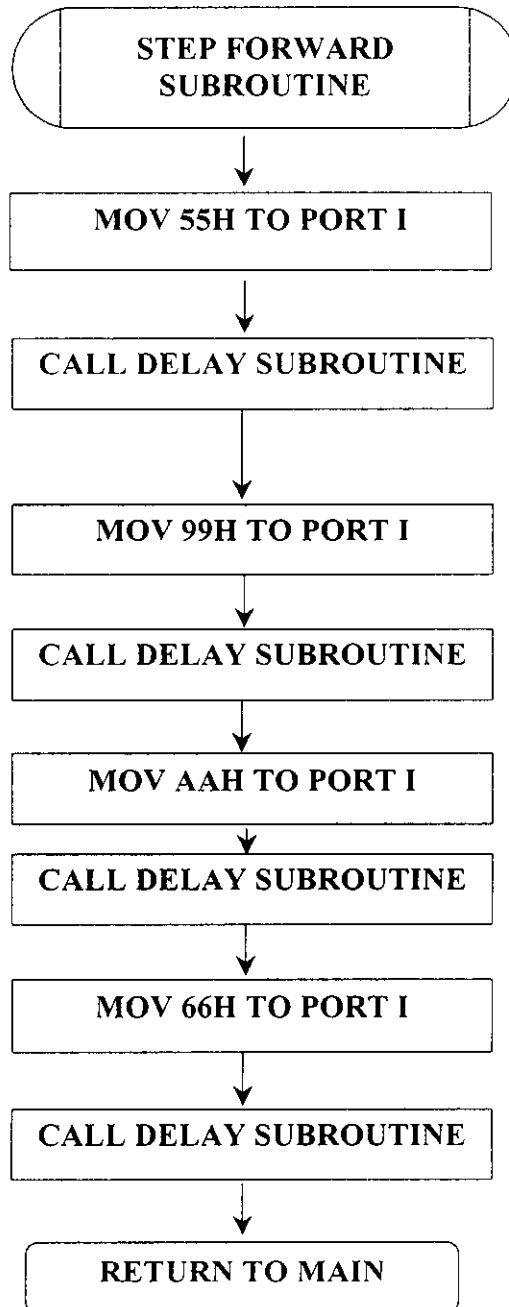 STEP FORWARD
SUBROUTINE
MOV 55H TO PORT I
CALL DELAY SUBROUTINE
MOV 99H TO PORT I
CALL DELAY SUBROUTINE
MOV AAH TO PORT I
CALL DELAY SUBROUTINE
MOV 66H TO PORT I
CALL DELAY SUBROUTINE
RETURN TO MAIN